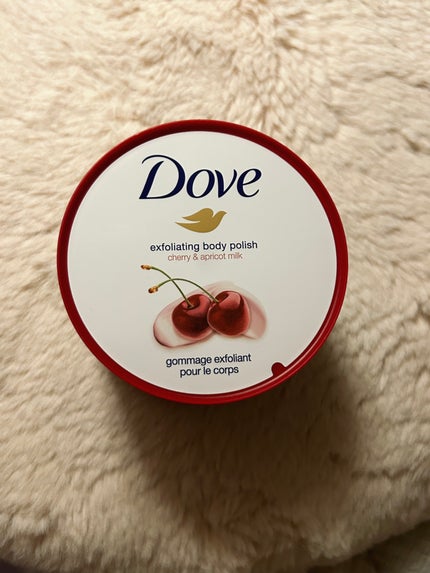 Dove
exfoliating body polish
cherry & apricot milk
gommage exfoliant
pour le corps